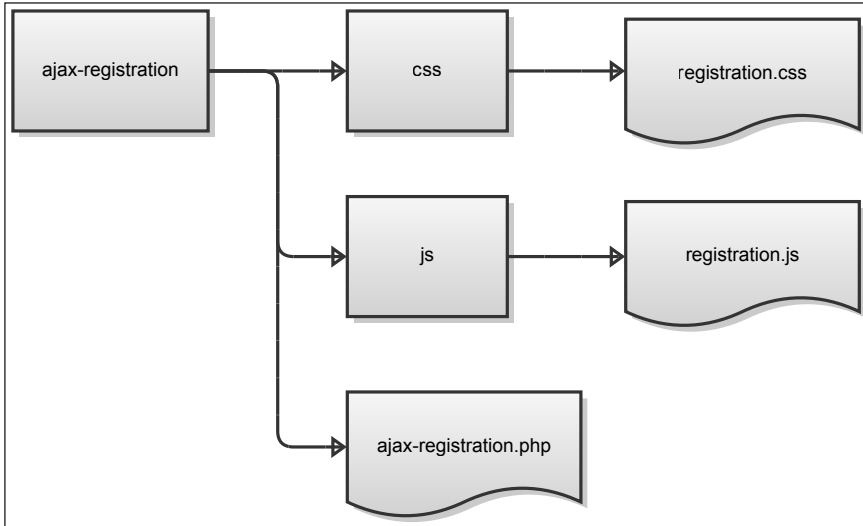 ajax-registration
css
registration.css
js
registration.js
ajax-registration.php